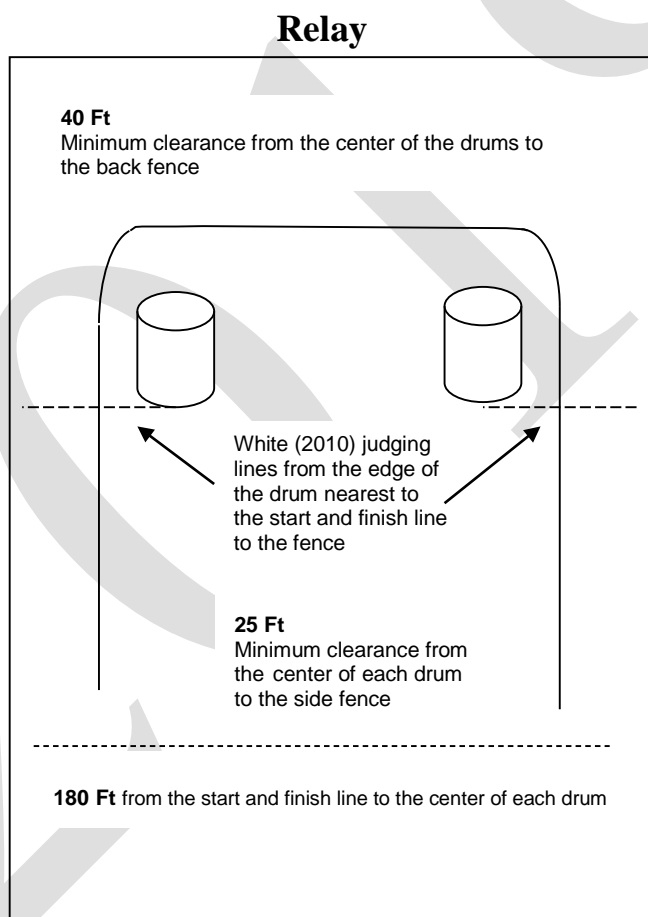 Relay
40 Ft
Minimum clearance from the center of the drums to
the back fence
White (2010) judging
lines from the edge of
the drum nearest to
the start and finish line
to the fence
25 Ft
Minimum clearance from
the center of each drum
to the side fence
180 Ft from the start and finish line to the center of each drum